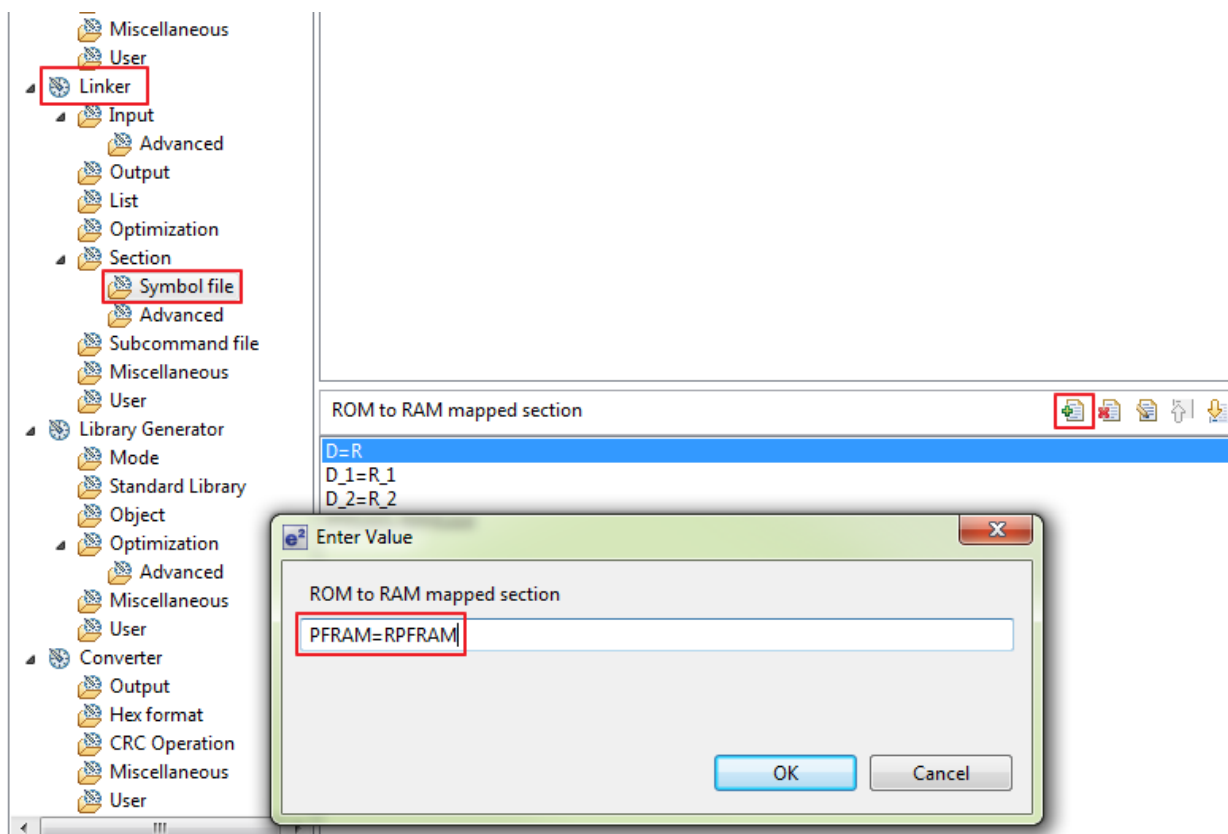 Miscellaneous
User
Linker
Input
Advanced
Output
List
Optimization
Section
Symbol file
Advanced
Subcommand file
Miscellaneous
User
Library Generator
Mode
Standard Library
Object
Optimization
Advanced
Miscellaneous
User
Converter
Output
Hex format
CRC Operation
Miscellaneous
User
ROM to RAM mapped section
D=R
D_1=R_1
D_2=R_2
e² Enter Value
ROM to RAM mapped section
PFRAM=RPFRAM
OK Cancel